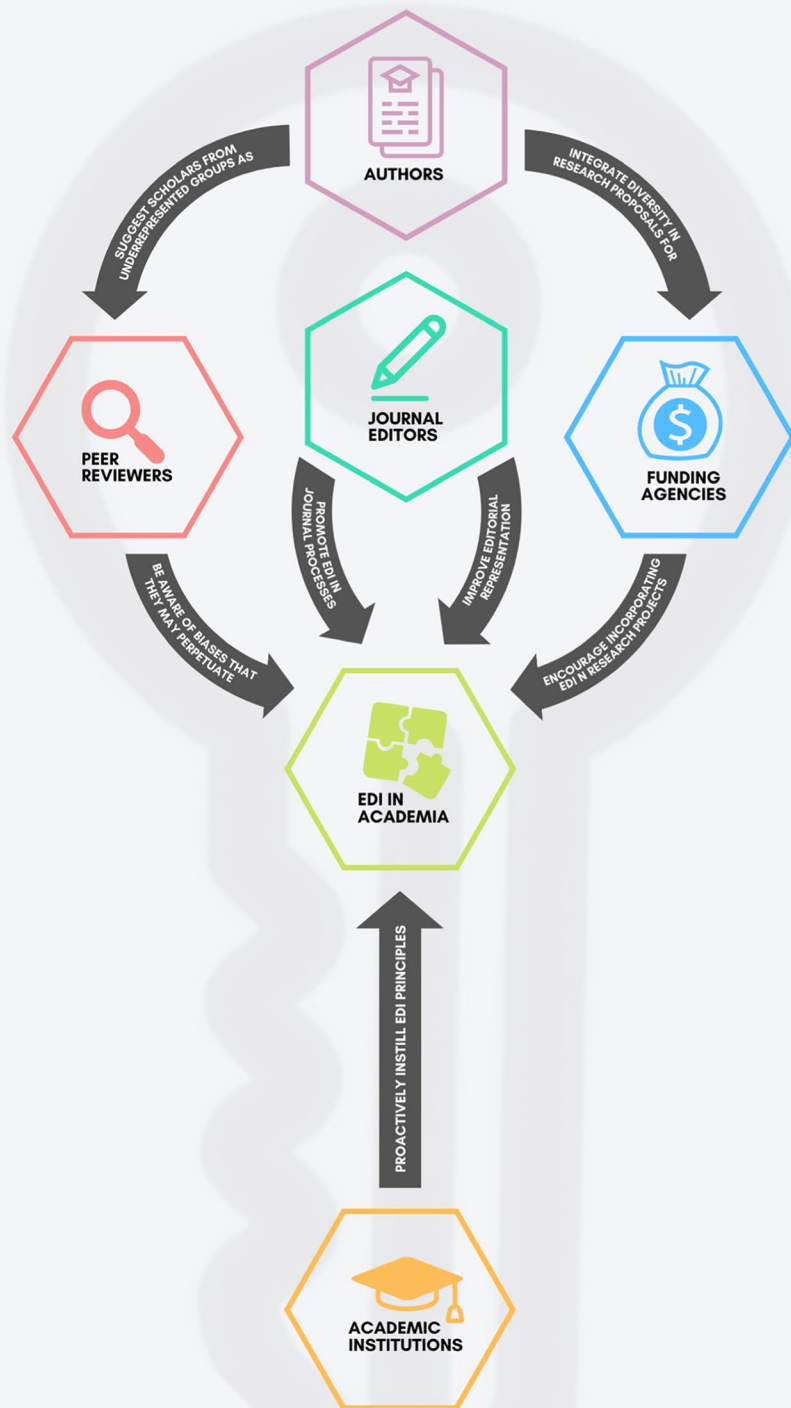 AUTHORS
SUGGEST SCHOLARS FROM
UNDERREPRESENTED GROUPS AS
INTEGRATE DIVERSITY IN
RESEARCH PROPOSALS FOR
PEER
REVIEWERS
JOURNAL
EDITORS
$
FUNDING
AGENCIES
BE AWARE OF BIASES THAT
THEY MAY PERPETUATE
PROMOTE EDI IN
JOURNAL PROCESSES
IMPROVE EDITORIAL
REPRESENTATION
ENCOURAGE INCORPORATING
EDI N RESEARCH PROJECTS
EDI IN
ACADEMIA
PROACTIVELY INSTILL EDI PRINCIPLES
ACADEMIC
INSTITUTIONS